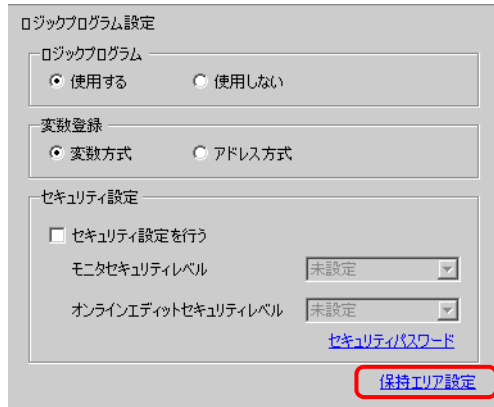 ロジックプログラム設定
ロジックプログラム
使用する 使用しない
変数登録
変数方式 アドレス方式
セキュリティ設定
セキュリティ設定を行う
モニタセキュリティレベル 未設定
オンラインエディットセキュリティレベル 未設定
セキュリティパスワード
保持エリア設定